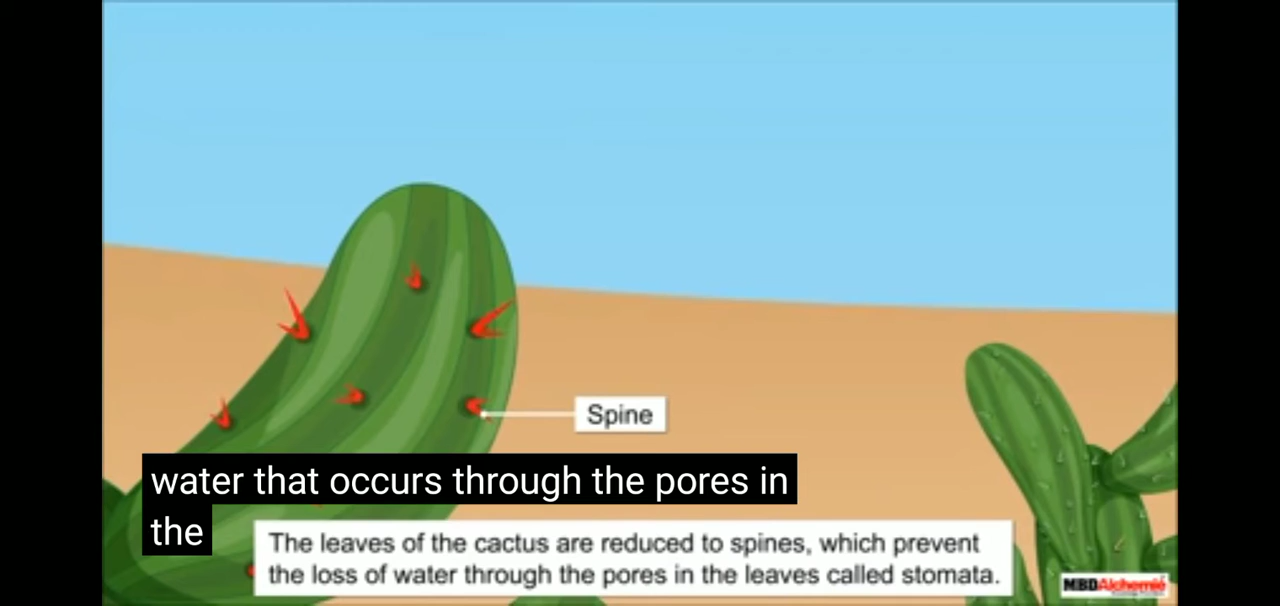 Spine
water that occurs through the pores in
the
The leaves of the cactus are reduced to spines, which prevent
the loss of water through the pores in the leaves called stomata.
MBDAlchemie